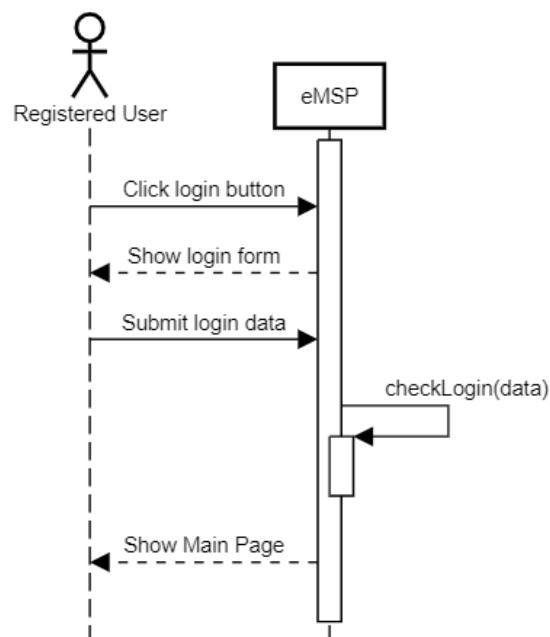 Registered User
eMSP
Click login button
Show login form
Submit login data
checkLogin(data)
Show Main Page